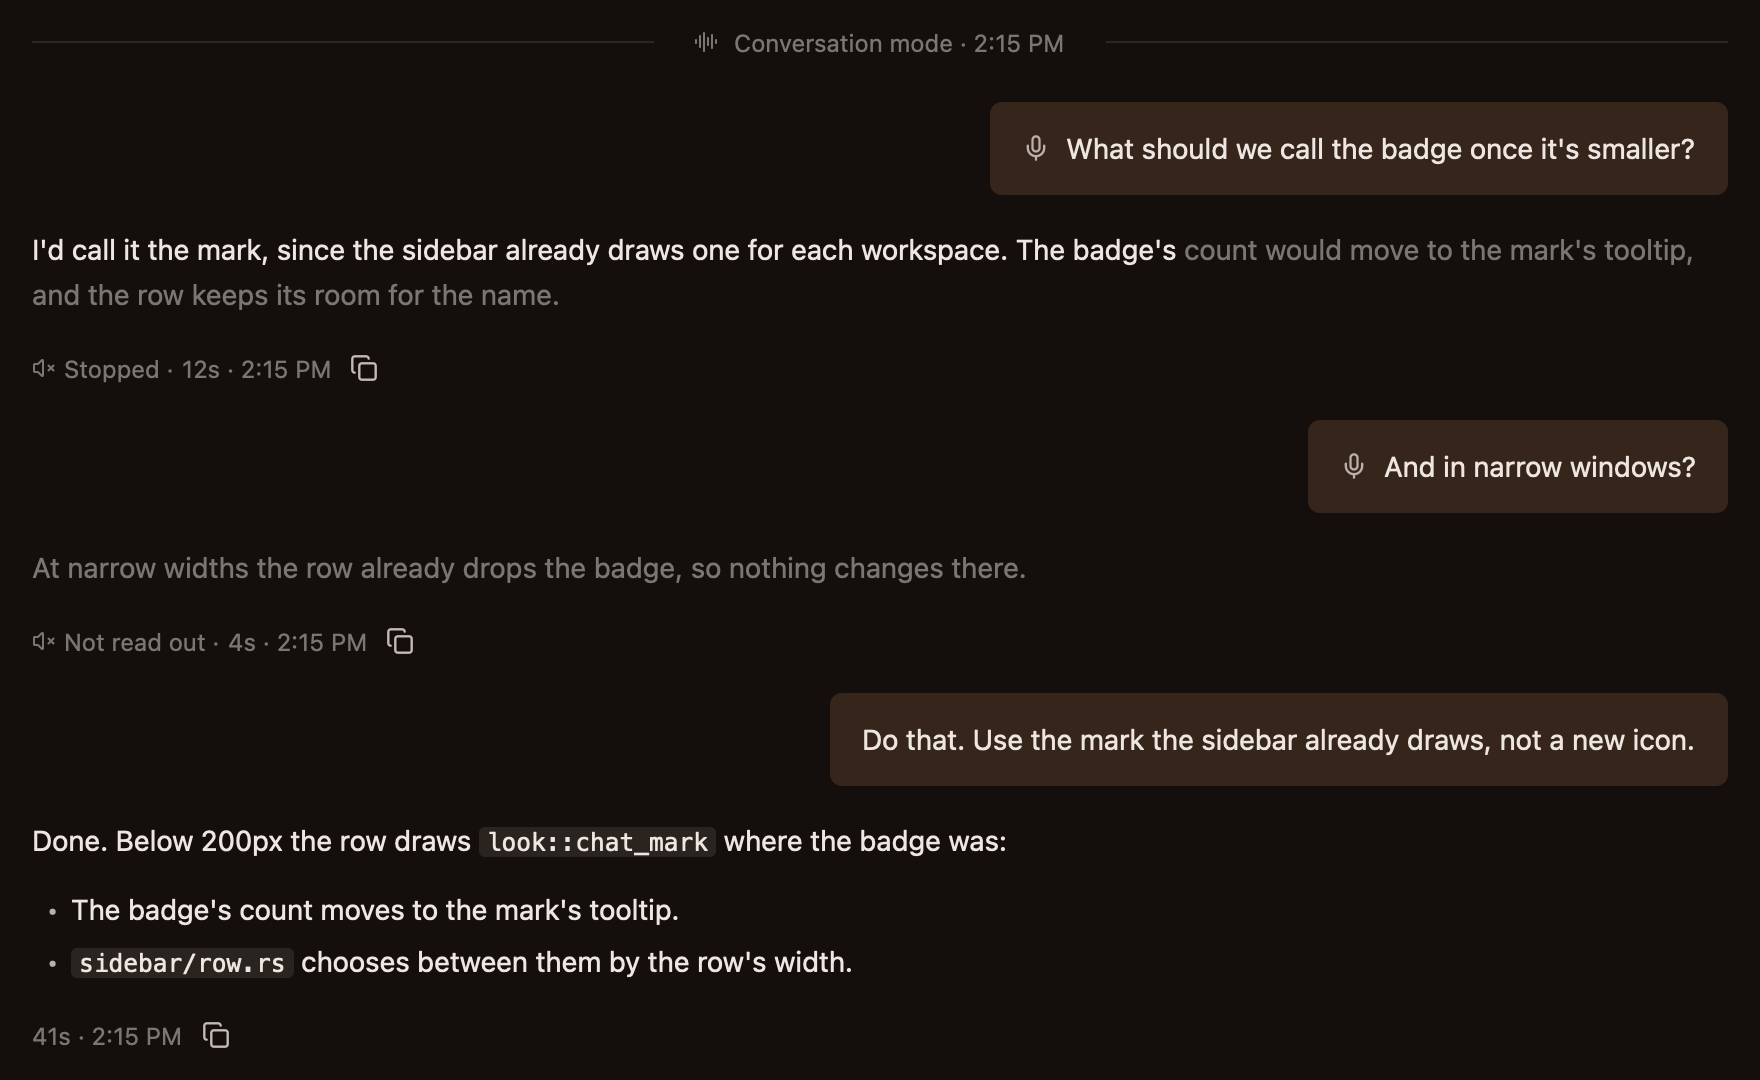 Conversation mode · 2:15 PM
What should we call the badge once it's smaller?
I'd call it the mark, since the sidebar already draws one for each workspace. The badge's count would move to the mark's tooltip,
and the row keeps its room for the name.
Stopped · 12s · 2:15 PM
And in narrow windows?
At narrow widths the row already drops the badge, so nothing changes there.
Not read out · 4s · 2:15 PM
Do that. Use the mark the sidebar already draws, not a new icon.
Done. Below 200px the row draws look::chat_mark where the badge was:
• The badge's count moves to the mark's tooltip.
• sidebar/row.rs chooses between them by the row's width.
41s · 2:15 PM